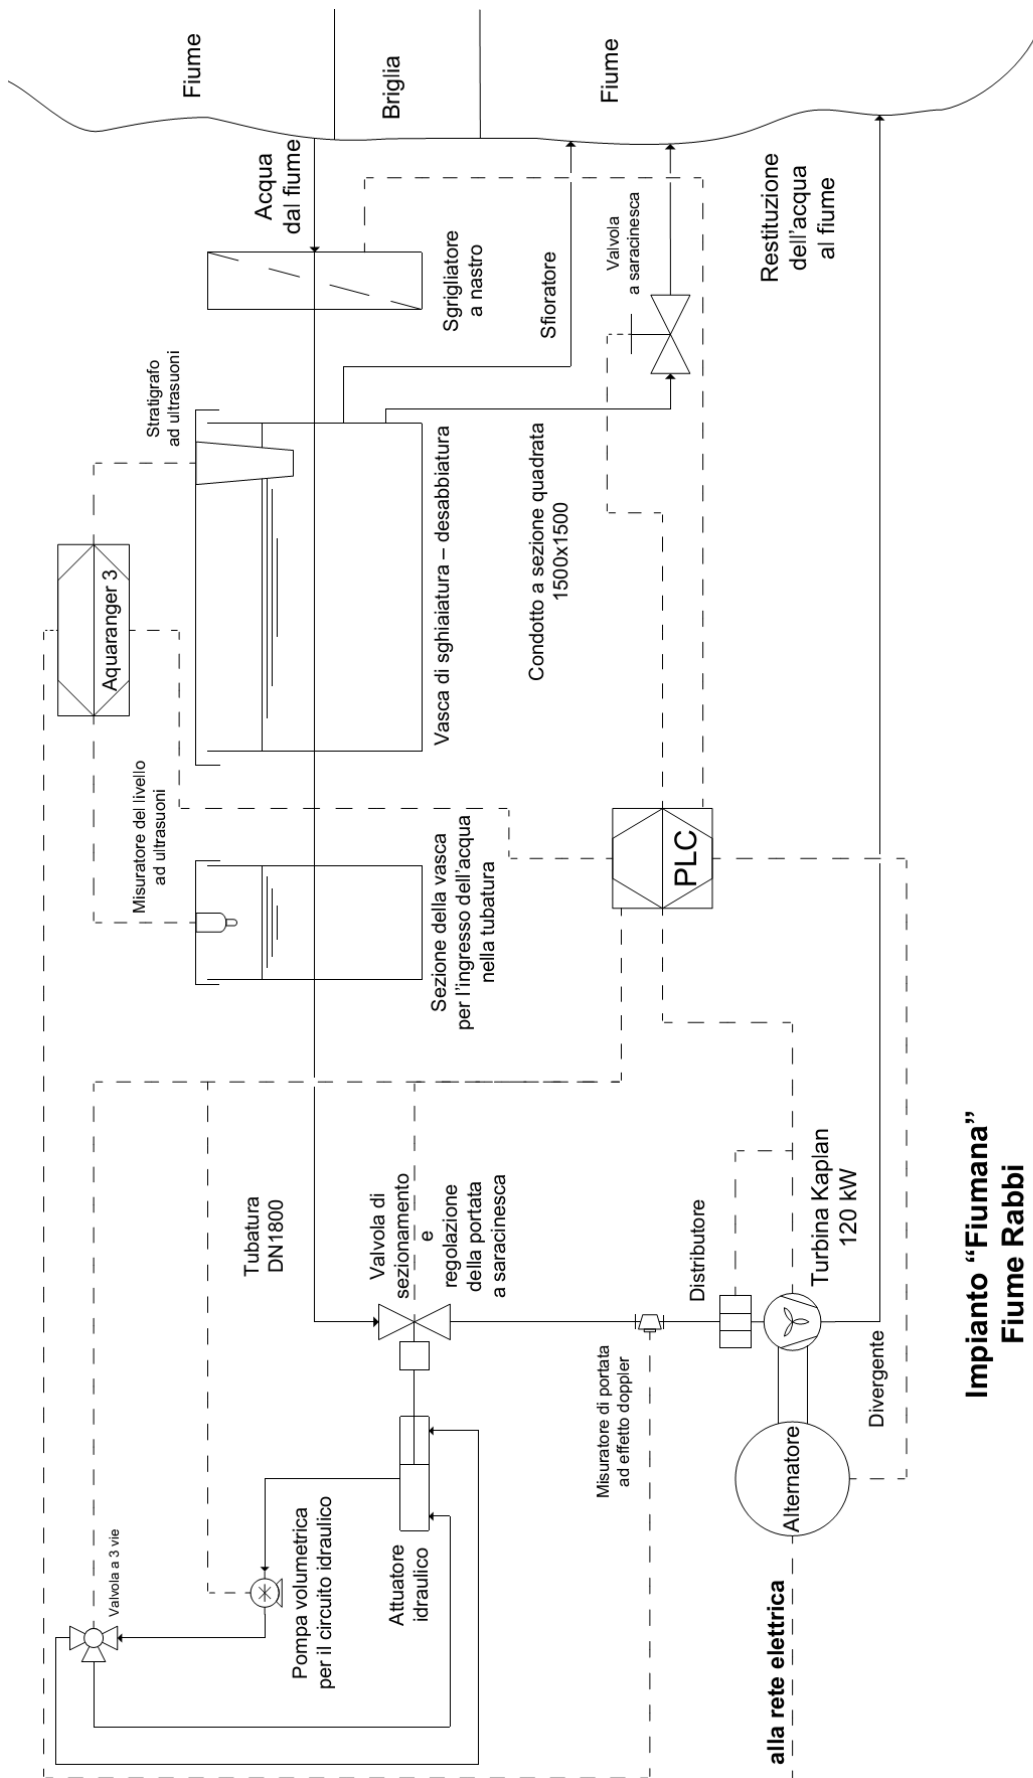 Fiume
Briglia
Fiume
Acqua
dal fiume
Sgrigliatore
a nastro
Sfioratore
Valvola
a saracinesca
Restituzione
dell'acqua
al fiume
Stratigrafo
ad ultrasuoni
Aquaranger 3
Vasca di sghiaiatura – desabbiatura
Condotto a sezione quadrata
1500x1500
Misuratore del livello
ad ultrasuoni
Sezione della vasca
per l'ingresso dell'acqua
nella tubatura
PLC
Tubatura
DN1800
Valvola di
sezionamento
e
regolazione
della portata
a saracinesca
Distributore
Turbina Kaplan
120 kW
Misuratore di portata
ad effetto doppler
Divergente
Alternatore
Valvola a 3 vie
Pompa volumetrica
per il circuito idraulico
Attuatore
idraulico
alla rete elettrica
Impianto “Fiumana”
Fiume Rabbi